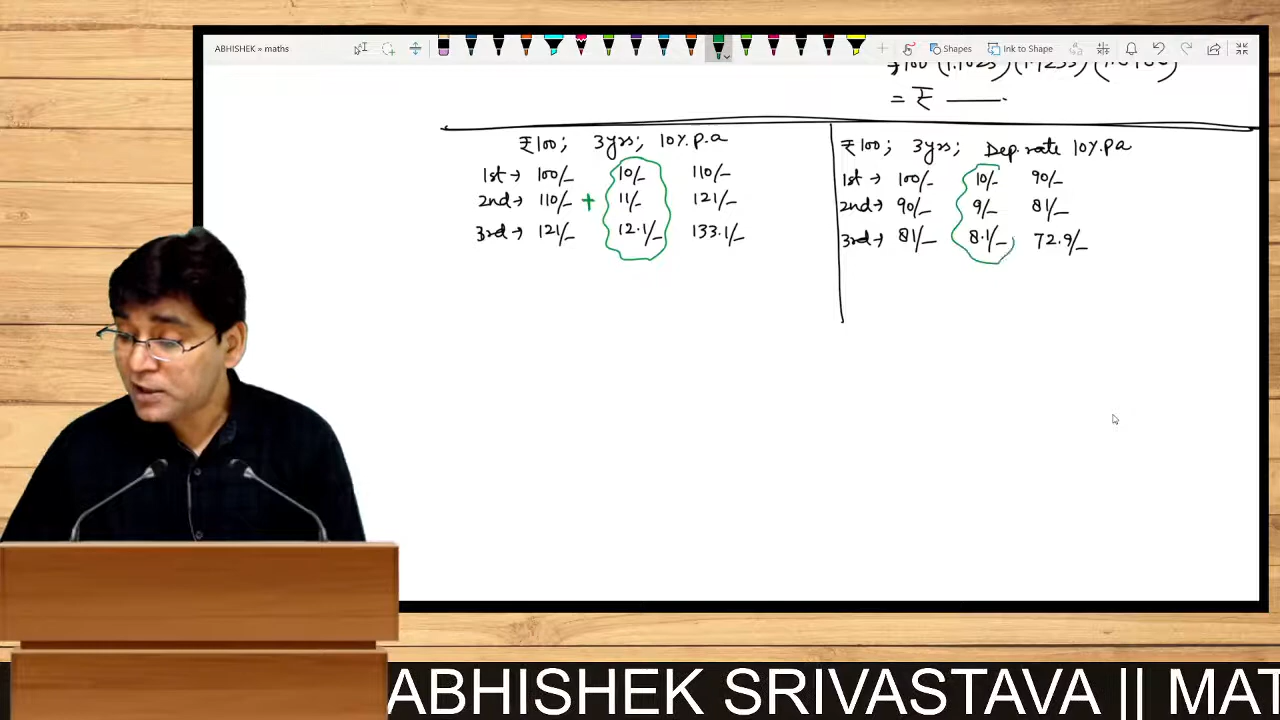 ABHISHEK » maths
Shapes
Ink to Shape
= ₹ ——.
₹100; 3yrs; 10%.p.a
1st → 100/- 10/- 110/-
2nd → 110/- + 11/- 121/-
3rd → 121/- 12.1/- 133.1/-
₹100; 3yrs; Dep. rate 10%.pa
1st → 100/- 10/- 90/-
2nd → 90/- 9/- 81/-
3rd → 81/- 8.1/- 72.9/-
ABHISHEK SRIVASTAVA || MAT